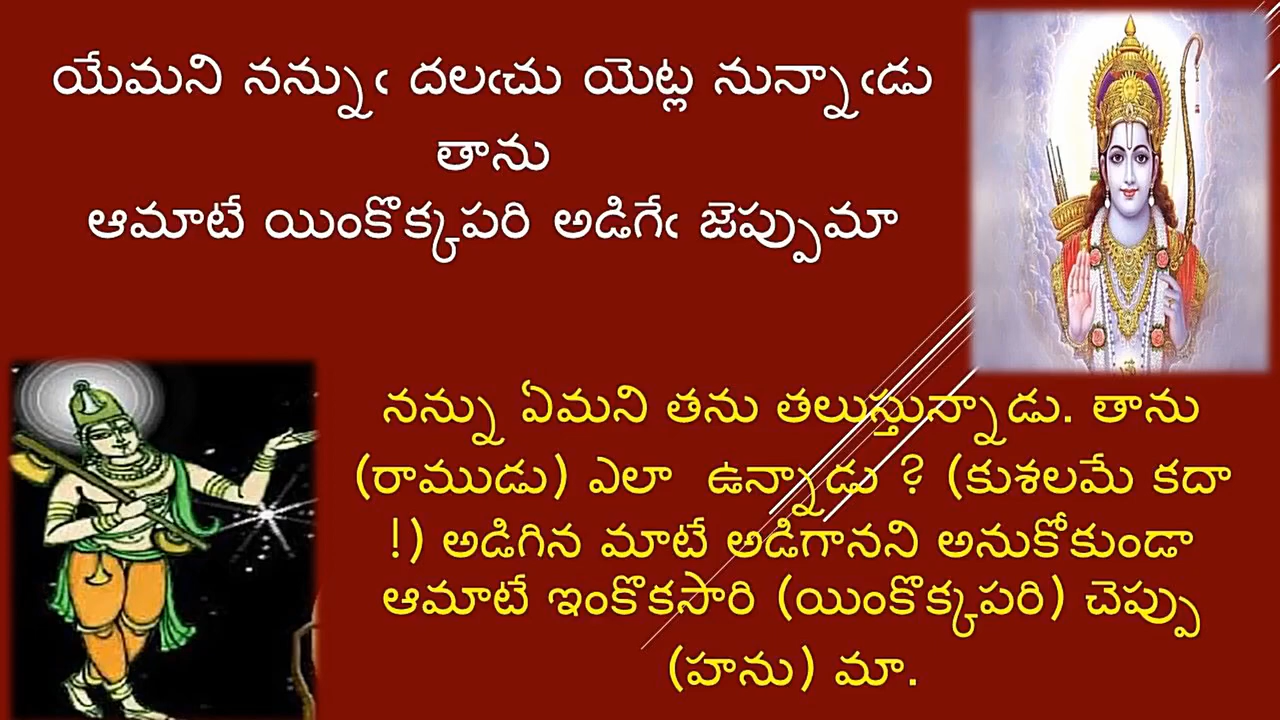 యేమని నన్నుఁ దలఁచు యెట్ల నున్నాఁడు
తాను
ఆమాటే యింకొక్కపరి అడిగేఁ జెప్పుమా
నన్ను ఏమని తను తలుస్తున్నాడు. తాను
(రాముడు) ఎలా ఉన్నాడు ? (కుశలమే కదా
!) అడిగిన మాటే అడిగానని అనుకోకుండా
ఆమాటే ఇంకొకసారి (యింకొక్కపరి) చెప్పు
(హను) మా.